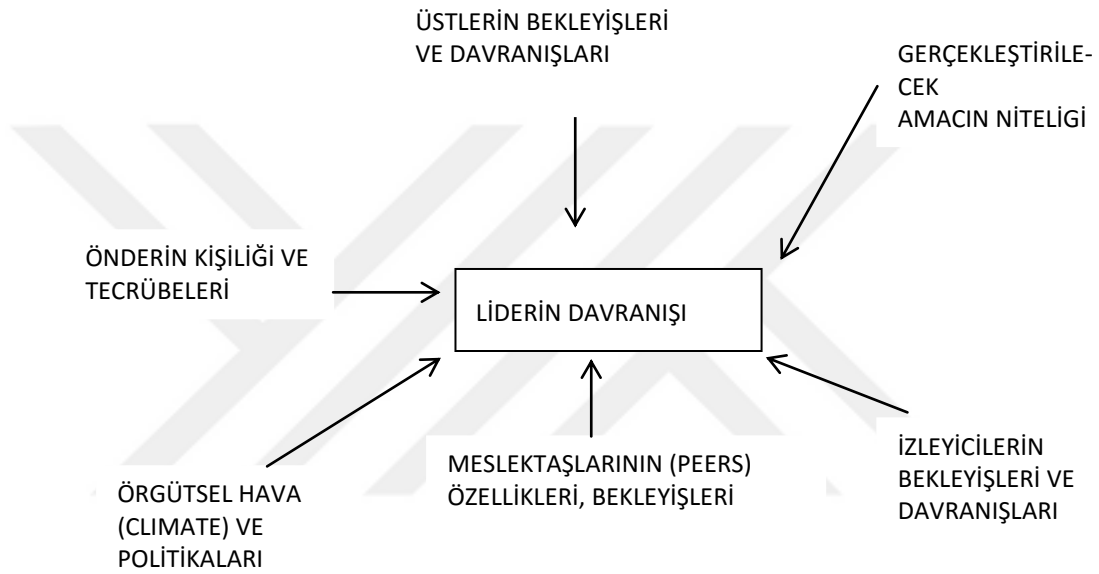 ÜSTLERİN BEKLEYİŞLERİ
VE DAVRANIŞLARI
GERÇEKLEŞTİRİLE-
CEK
AMACIN NİTELİGİ
ÖNDERİN KİŞİLİĞİ VE
TECRÜBELERİ
LİDERİN DAVRANIŞI
ÖRGÜTSEL HAVA
(CLIMATE) VE
POLİTİKALARI
MESLEKTAŞLARININ (PEERS)
ÖZELLİKLERİ, BEKLEYİŞLERİ
İZLEYİCİLERİN
BEKLEYİŞLERİ VE
DAVRANIŞLARI